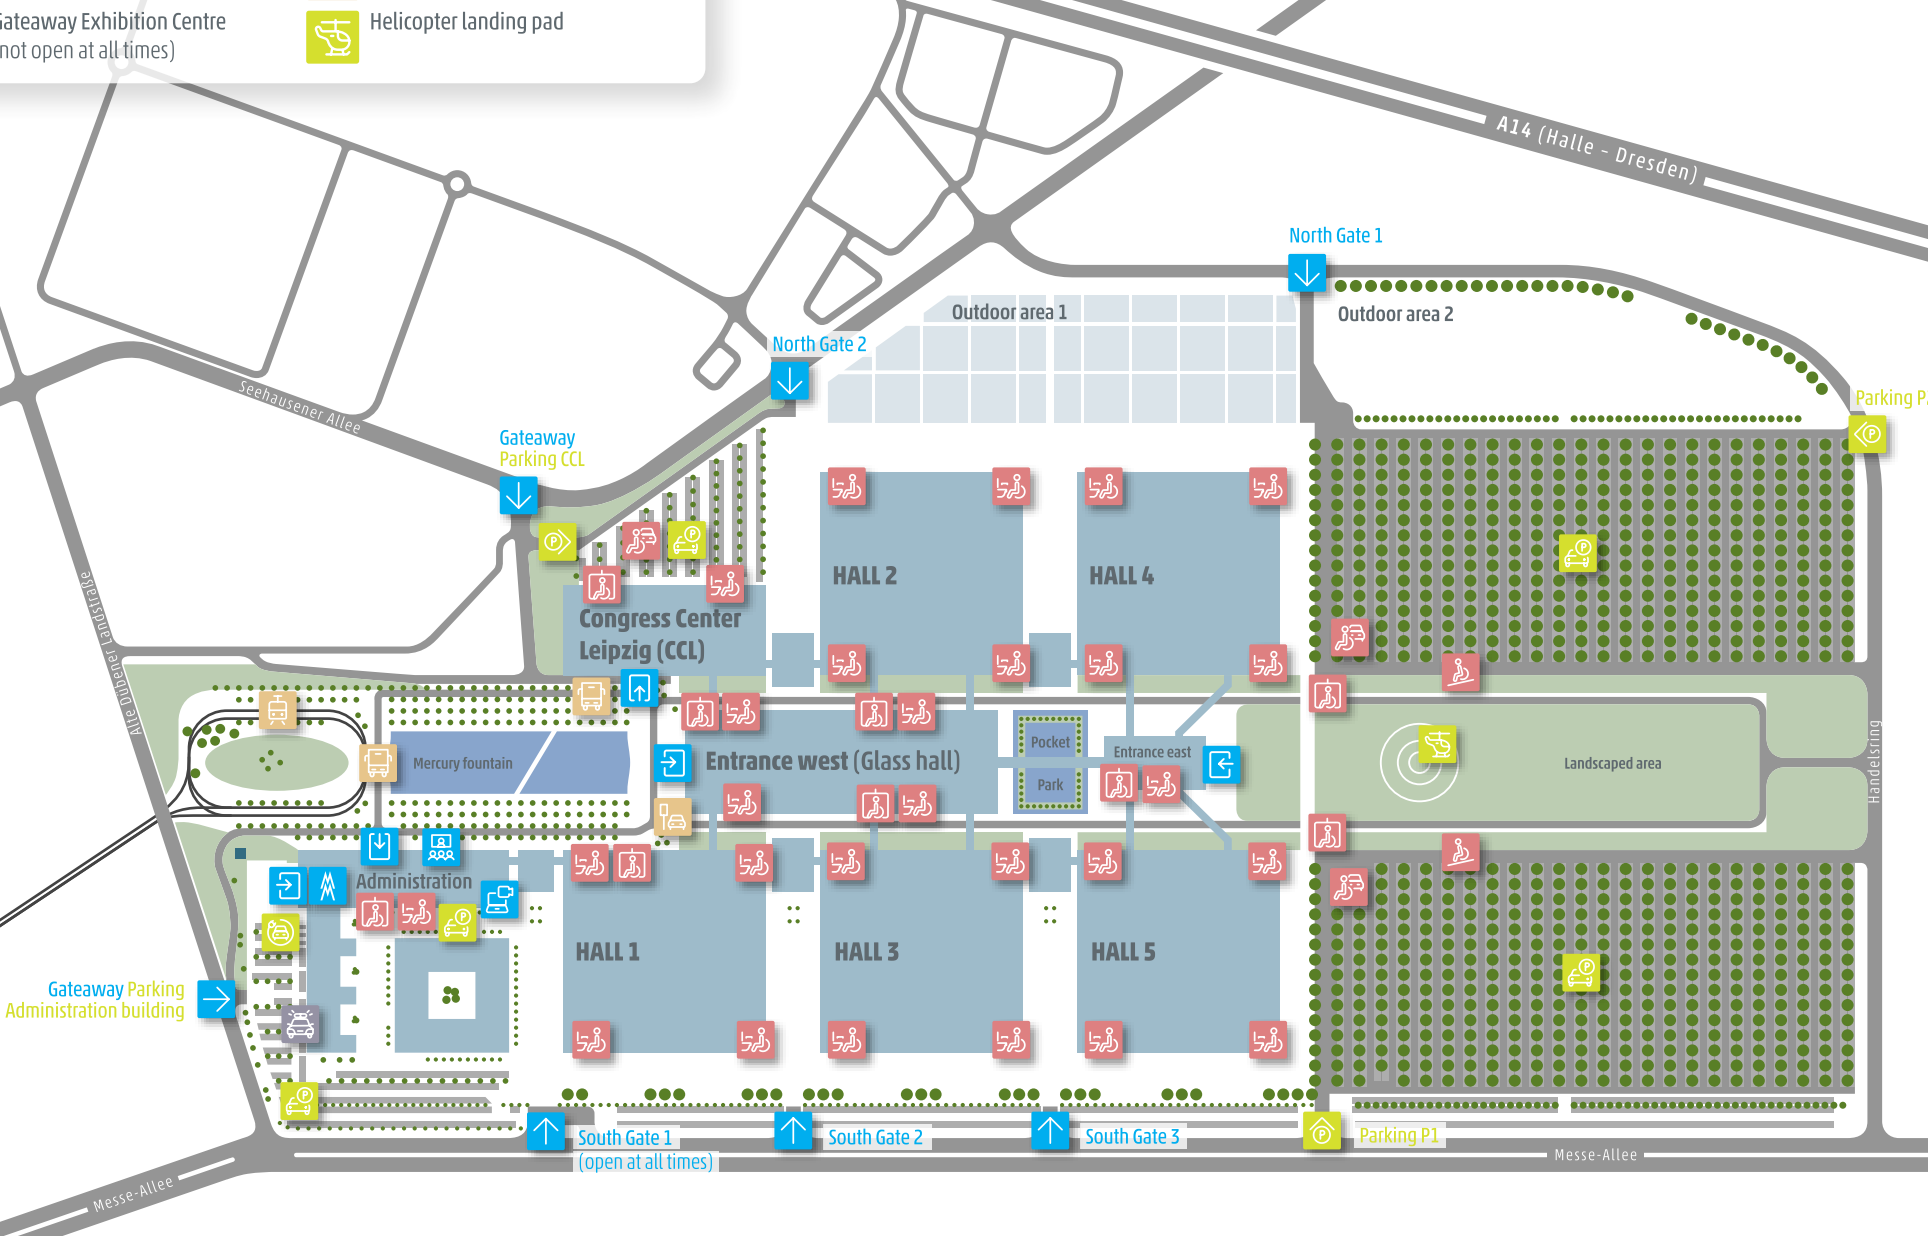 Gateaway Exhibition Centre
not open at all times)
Helicopter landing pad
A14 (Halle - Dresden)
North Gate 1
Outdoor area 1
Outdoor area 2
North Gate 2
Parking P
Seehausener Allee
Gateaway
Parking CCL
HALL 2
HALL 4
Congress Center
Leipzig (CCL)
Alte Dübener Landstraße
Mercury fountain
Entrance west (Glass hall)
Pocket
Park
Entrance east
Landscaped area
Handelsring
Administration
HALL 1
HALL 3
HALL 5
Gateaway Parking
Administration building
South Gate 1
(open at all times)
South Gate 2
South Gate 3
Parking P1
Messe-Allee
Messe-Allee